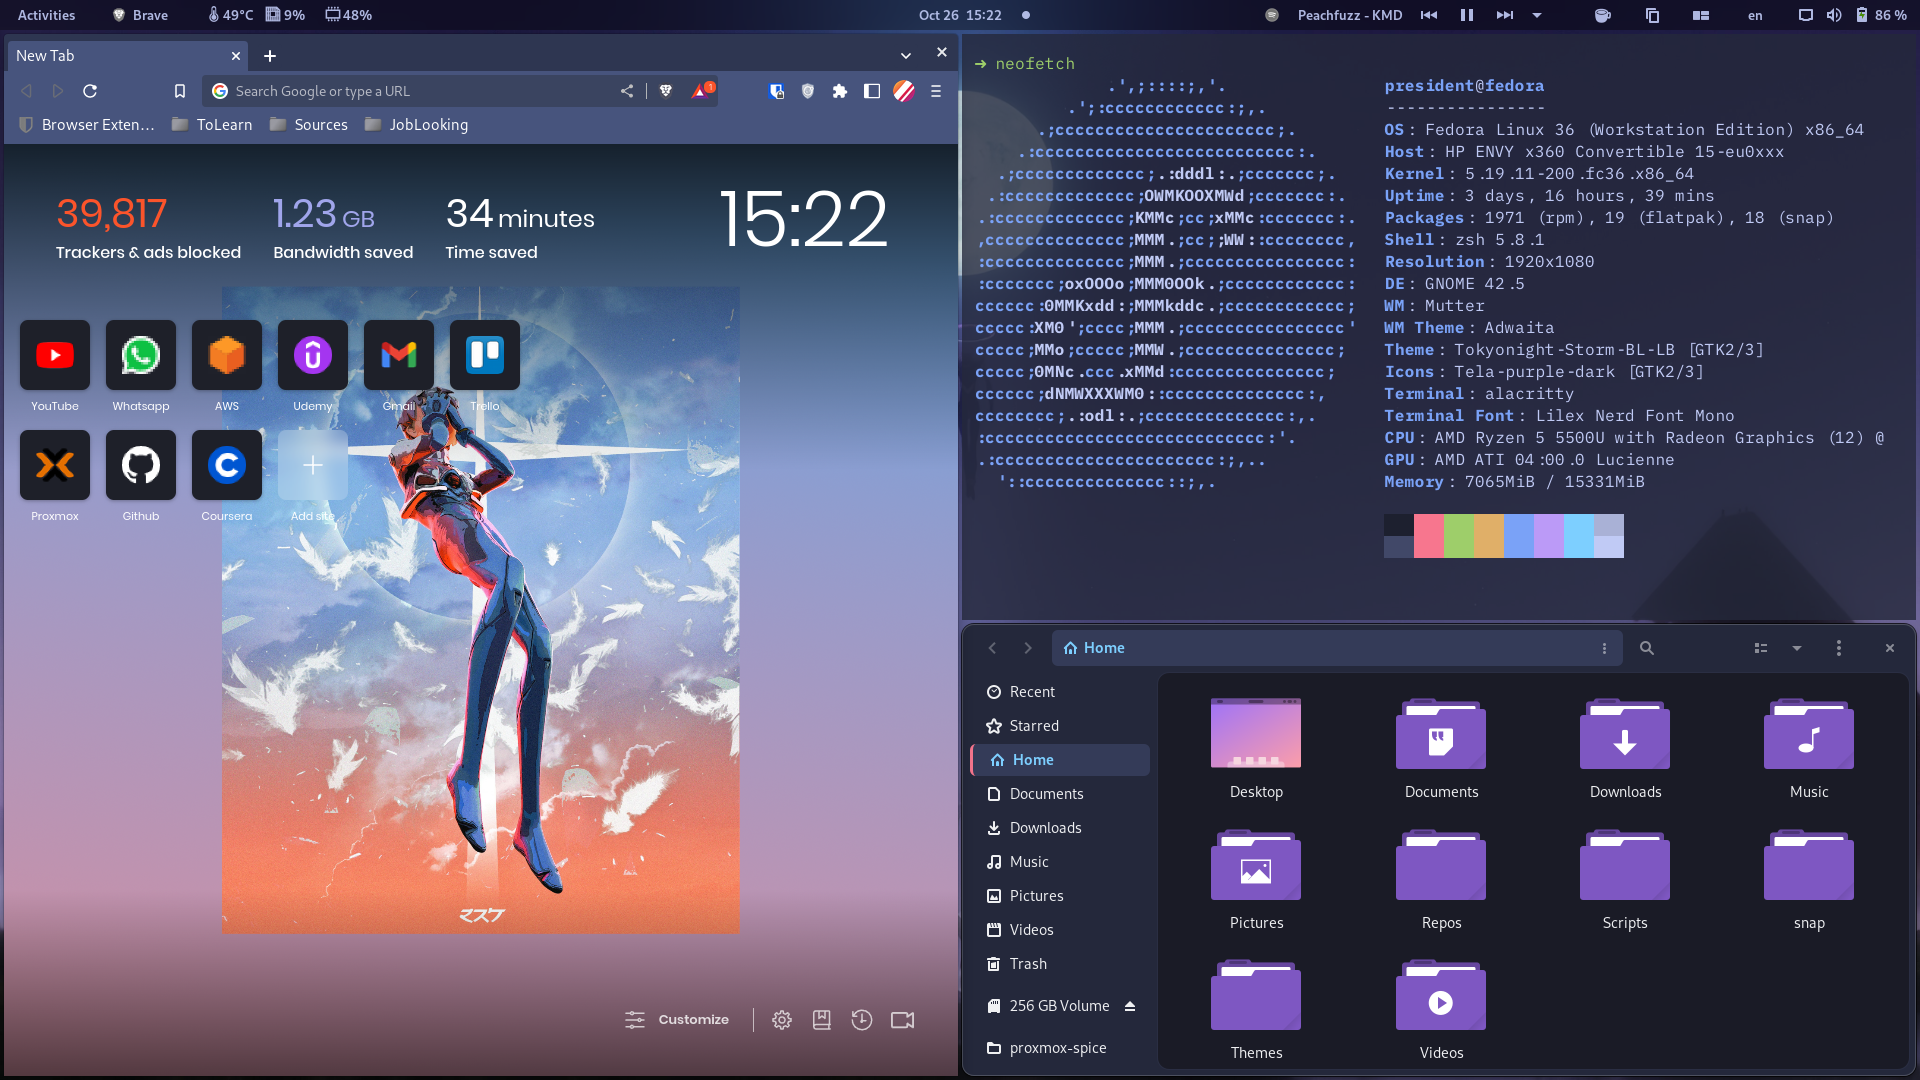 Activities
Brave
49°C
9%
48%
Oct 26 15:22
Peachfuzz - KMD
en
86 %
New Tab
Search Google or type a URL
1
Browser Exten…
ToLearn
Sources
JobLooking
39,817
Trackers & ads blocked
1.23 GB
Bandwidth saved
34 minutes
Time saved
15:22
YouTube
Whatsapp
AWS
Udemy
Gmail
Trello
Proxmox
Github
Coursera
Add site
マスク
Customize
➜ neofetch
president@fedora
----------------
OS: Fedora Linux 36 (Workstation Edition) x86_64
Host: HP ENVY x360 Convertible 15-eu0xxx
Kernel: 5.19.11-200.fc36.x86_64
Uptime: 3 days, 16 hours, 39 mins
Packages: 1971 (rpm), 19 (flatpak), 18 (snap)
Shell: zsh 5.8.1
Resolution: 1920x1080
DE: GNOME 42.5
WM: Mutter
WM Theme: Adwaita
Theme: Tokyonight-Storm-BL-LB [GTK2/3]
Icons: Tela-purple-dark [GTK2/3]
Terminal: alacritty
Terminal Font: Lilex Nerd Font Mono
CPU: AMD Ryzen 5 5500U with Radeon Graphics (12) @
GPU: AMD ATI 04:00.0 Lucienne
Memory: 7065MiB / 15331MiB
Home
Recent
Starred
Home
Documents
Downloads
Music
Pictures
Videos
Trash
256 GB Volume
proxmox-spice
Desktop
Documents
Downloads
Music
Pictures
Repos
Scripts
snap
Themes
Videos